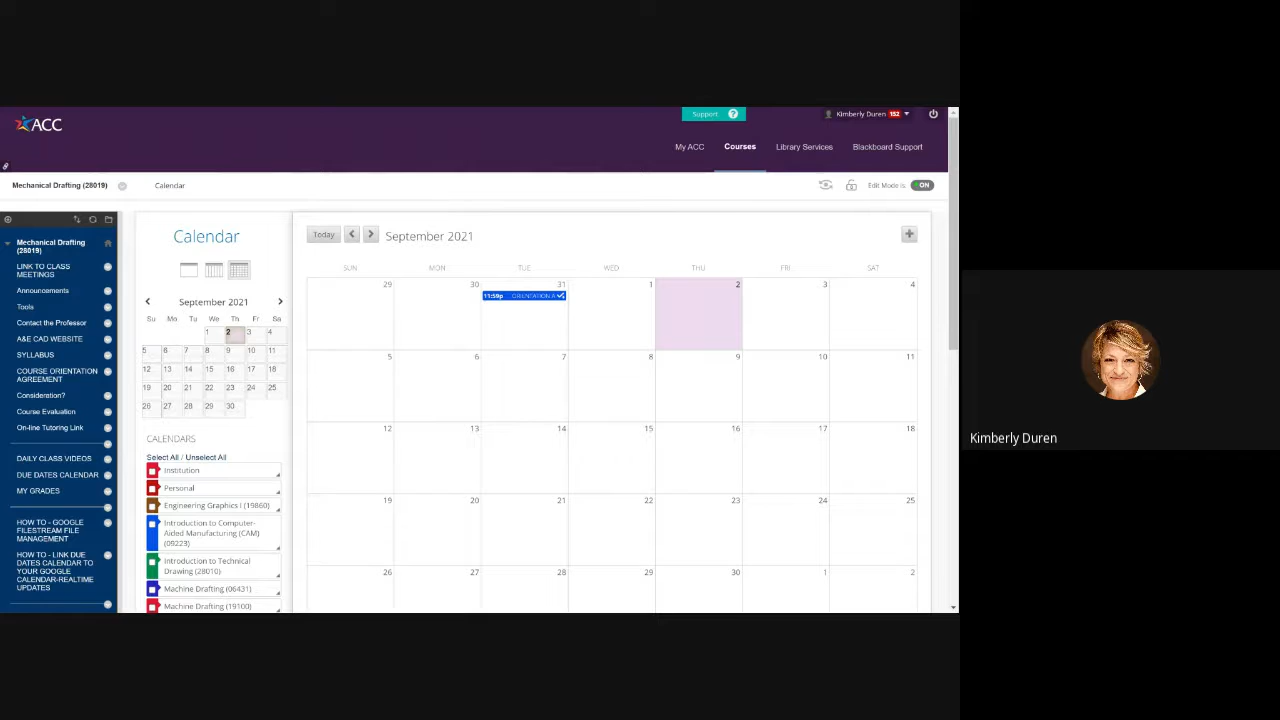 Support ?
Kimberly Duren 152
ACC
My ACC Courses Library Services Blackboard Support
Mechanical Drafting (28019)
Calendar
Edit Mode is: ON
Mechanical Drafting
(28019)
LINK TO CLASS
MEETINGS
Announcements
Tools
Contact the Professor
A&E CAD WEBSITE
SYLLABUS
COURSE ORIENTATION
AGREEMENT
Consideration?
Course Evaluation
On-line Tutoring Link
DAILY CLASS VIDEOS
DUE DATES CALENDAR
MY GRADES
HOW TO - GOOGLE
FILESTREAM FILE
MANAGEMENT
HOW TO - LINK DUE
DATES CALENDAR TO
YOUR GOOGLE
CALENDAR-REALTIME
UPDATES
Calendar
September 2021
Su Mo Tu We Th Fr Sa
1 2 3 4
5 6 7 8 9 10 11
12 13 14 15 16 17 18
19 20 21 22 23 24 25
26 27 28 29 30
CALENDARS
Select All / Unselect All
Institution
Personal
Engineering Graphics I (19860)
Introduction to Computer-
Aided Manufacturing (CAM)
(09223)
Introduction to Technical
Drawing (28010)
Machine Drafting (06431)
Machine Drafting (19100)
Today < > September 2021 +
SUN MON TUE WED THU FRI SAT
29 30 31 1 2 3 4
11:59p ORIENTATION A
5 6 7 8 9 10 11
12 13 14 15 16 17 18
19 20 21 22 23 24 25
26 27 28 29 30 1 2
Kimberly Duren